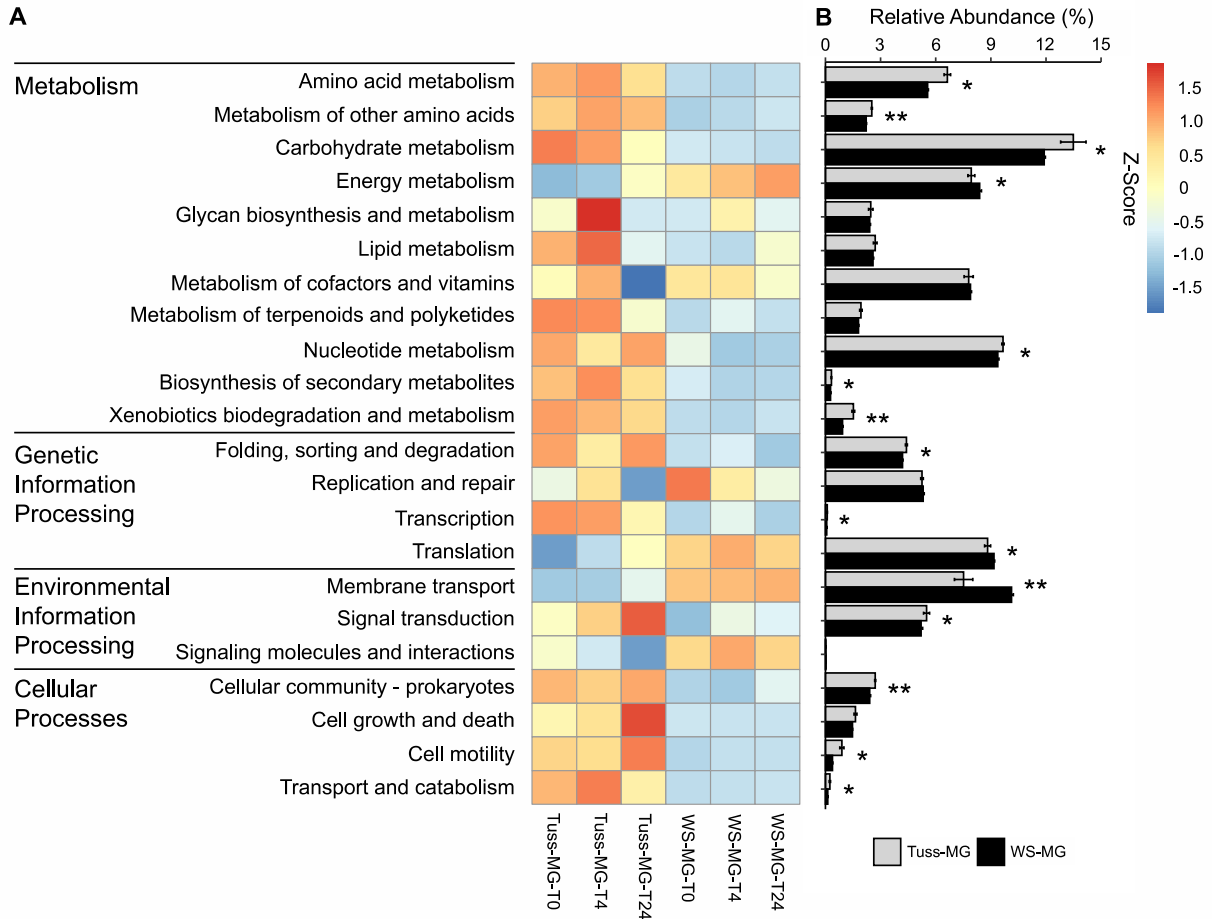 A
B
Relative Abundance (%)
0 3 6 9 12 15
Metabolism
Amino acid metabolism
*
Metabolism of other amino acids
**
Carbohydrate metabolism
*
Energy metabolism
*
Glycan biosynthesis and metabolism
Lipid metabolism
Metabolism of cofactors and vitamins
Metabolism of terpenoids and polyketides
Nucleotide metabolism
*
Biosynthesis of secondary metabolites
*
Xenobiotics biodegradation and metabolism
**
Genetic
Information
Processing
Folding, sorting and degradation
*
Replication and repair
Transcription
*
Translation
*
Environmental
Information
Processing
Membrane transport
**
Signal transduction
*
Signaling molecules and interactions
Cellular
Processes
Cellular community - prokaryotes
**
Cell growth and death
Cell motility
*
Transport and catabolism
*
Tuss-MG-T0
Tuss-MG-T4
Tuss-MG-T24
WS-MG-T0
WS-MG-T4
WS-MG-T24
Z-Score
1.5
1.0
0.5
0
-0.5
-1.0
-1.5
Tuss-MG
WS-MG